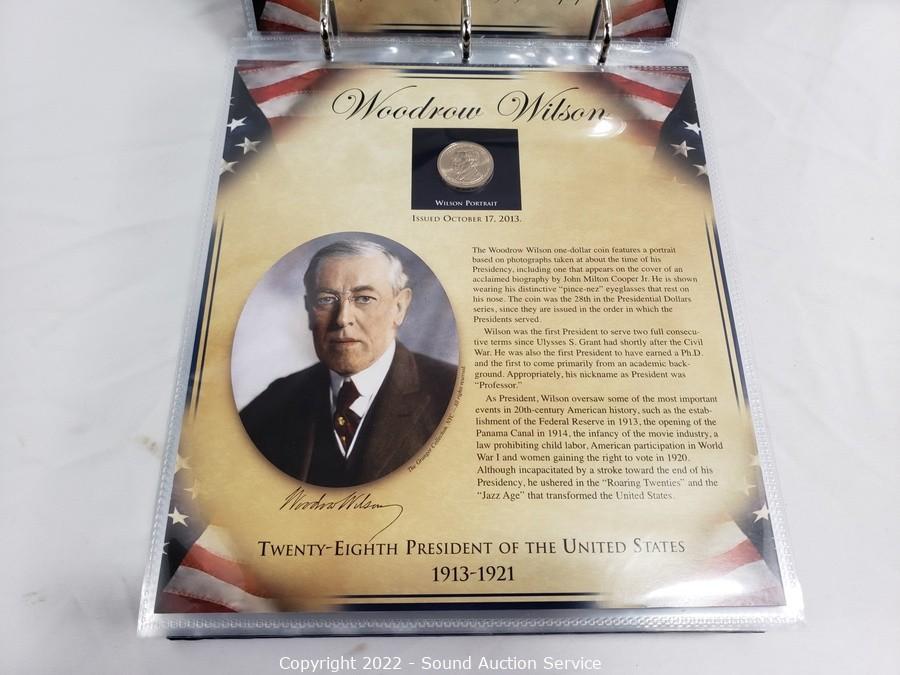 Woodrow Wilson
Wilson Portrait
Issued October 17, 2013.
The Woodrow Wilson one-dollar coin features a portrait
based on photographs taken at about the time of his
Presidency, including one that appears on the cover of an
acclaimed biography by John Milton Cooper Jr. He is shown
wearing his distinctive “pince-nez” eyeglasses that rest on
his nose. The coin was the 28th in the Presidential Dollars
series, since they are issued in the order in which the
Presidents served.
Wilson was the first President to serve two full consecu-
tive terms since Ulysses S. Grant had shortly after the Civil
War. He was also the first President to have earned a Ph.D.
and the first to come primarily from an academic back-
ground. Appropriately, his nickname as President was
“Professor.”
As President, Wilson oversaw some of the most important
events in 20th-century American history, such as the estab-
lishment of the Federal Reserve in 1913, the opening of the
Panama Canal in 1914, the infancy of the movie industry, a
law prohibiting child labor, American participation in World
War I and women gaining the right to vote in 1920.
Although incapacitated by a stroke toward the end of his
Presidency, he ushered in the “Roaring Twenties” and the
“Jazz Age” that transformed the United States.
The Granger Collection, NYC All rights reserved.
Woodrow Wilson
Twenty-Eighth President of the United States
1913-1921
Copyright 2022 - Sound Auction Service